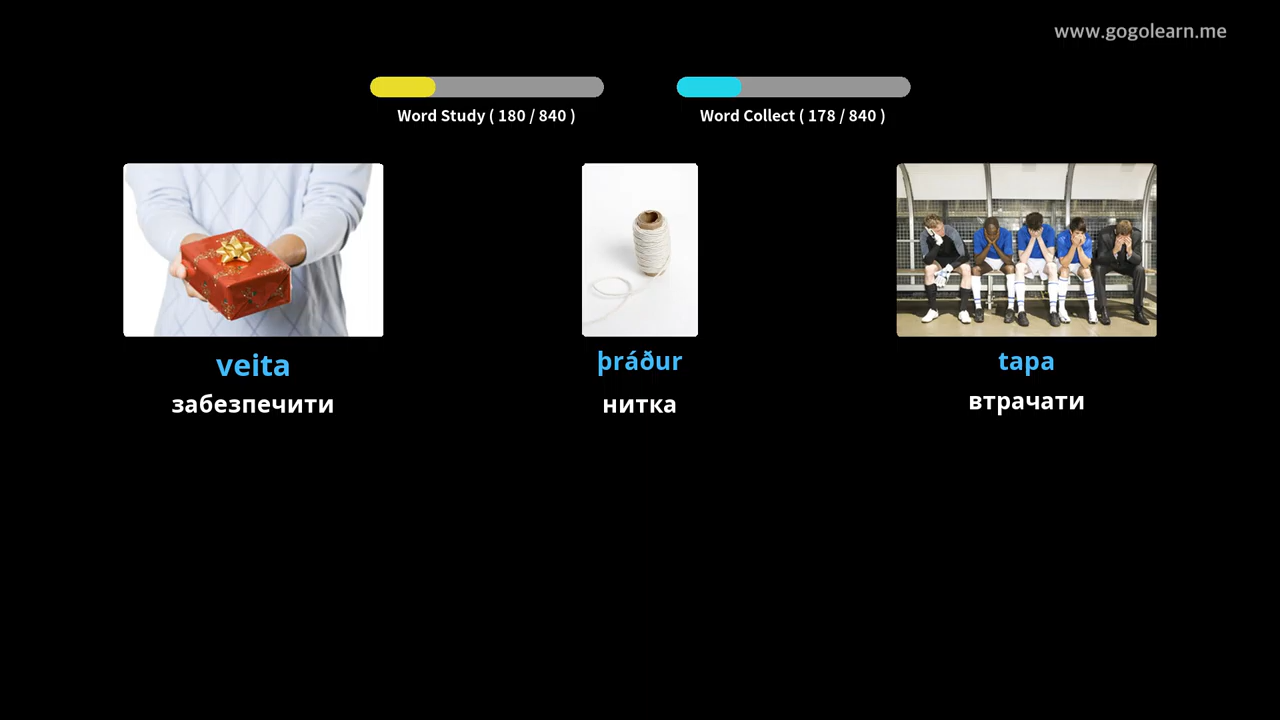 www.gogolearn.me
Word Study ( 180 / 840 )
Word Collect ( 178 / 840 )
veita
þráður
tapa
забезпечити
нитка
втрачати